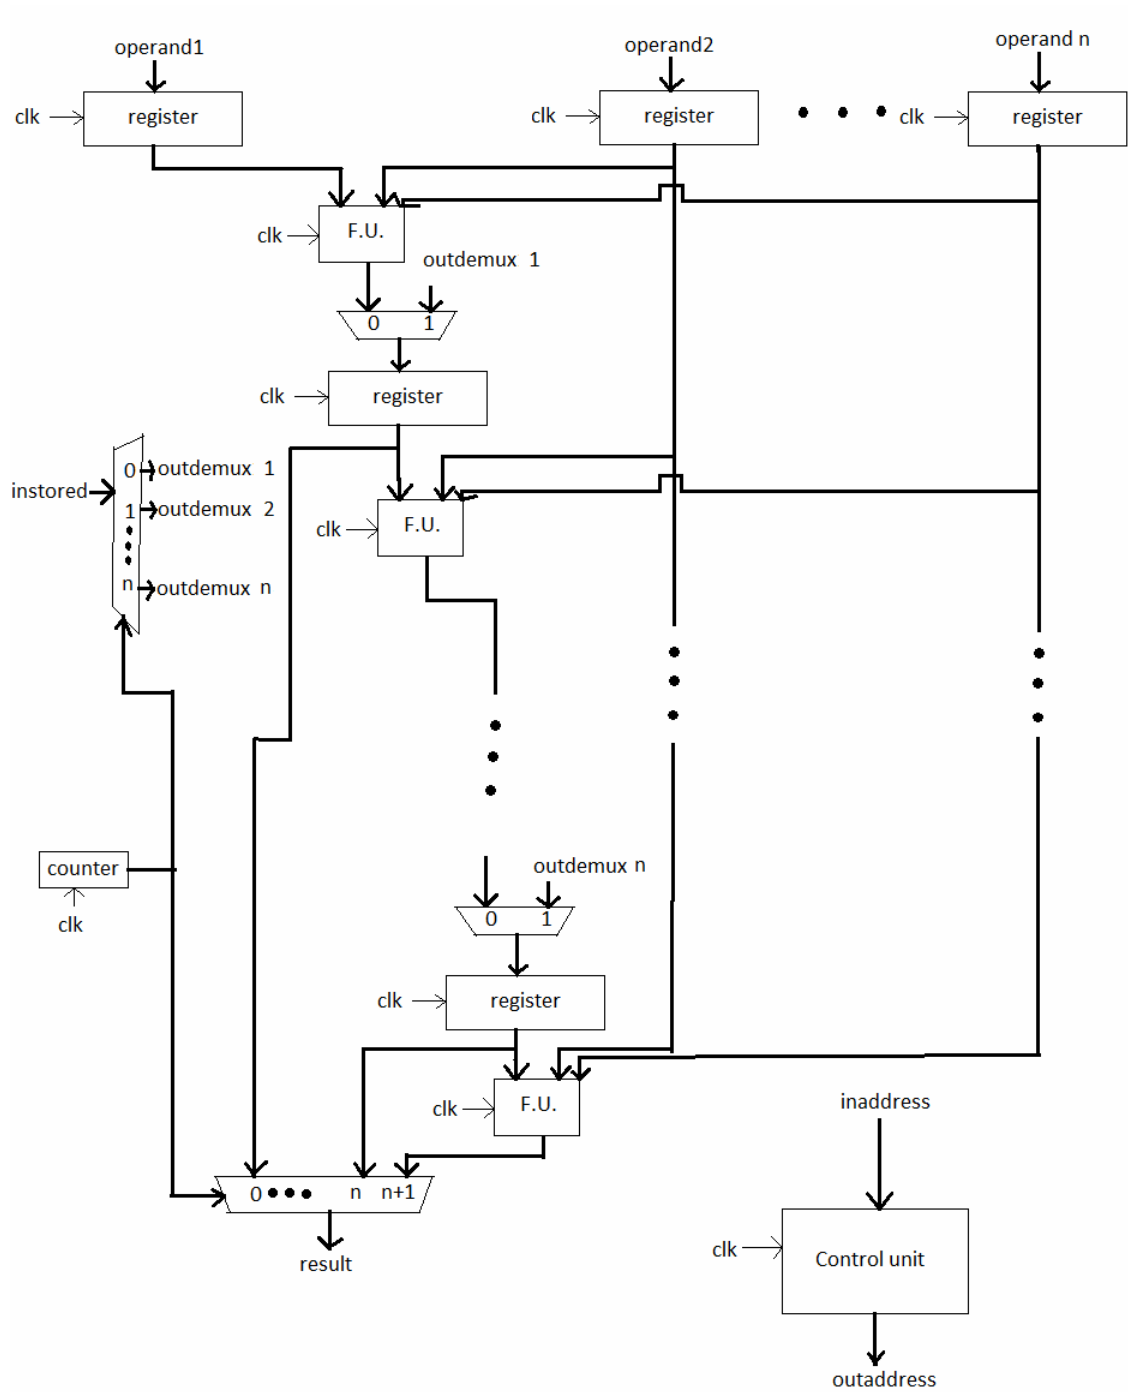 operand1
operand2
operand n
clk
register
clk
register
clk
register
clk
F.U.
outdemux 1
0
1
clk
register
instored
0
outdemux 1
1
outdemux 2
n
outdemux n
clk
F.U.
counter
clk
outdemux n
0
1
clk
register
clk
F.U.
inaddress
0
n
n+1
result
clk
Control unit
outaddress